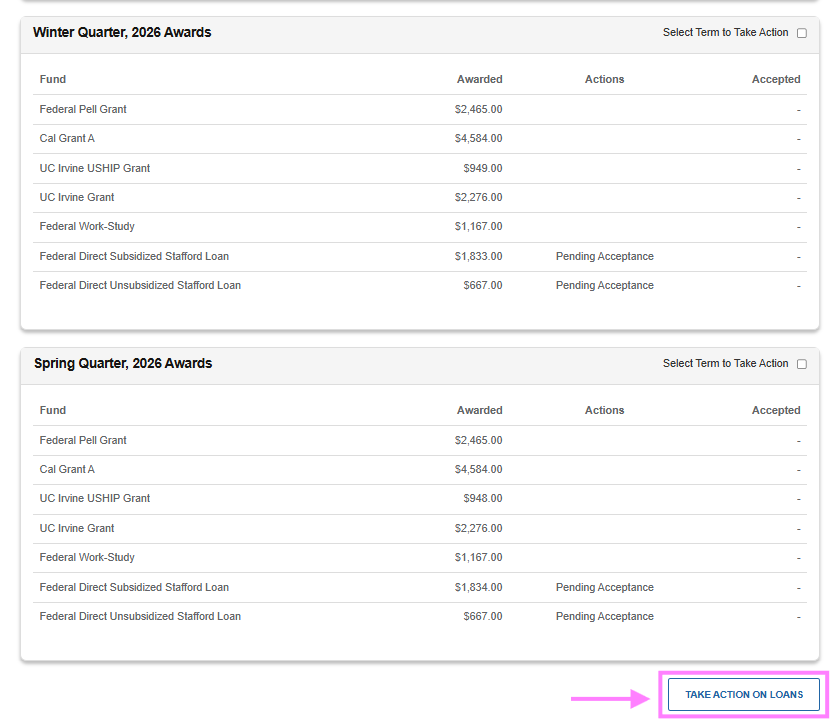 Winter Quarter, 2026 Awards Select Term to Take Action
Fund Awarded Actions Accepted
Federal Pell Grant $2,465.00 -
Cal Grant A $4,584.00 -
UC Irvine USHIP Grant $949.00 -
UC Irvine Grant $2,276.00 -
Federal Work-Study $1,167.00 -
Federal Direct Subsidized Stafford Loan $1,833.00 Pending Acceptance -
Federal Direct Unsubsidized Stafford Loan $667.00 Pending Acceptance -
Spring Quarter, 2026 Awards Select Term to Take Action
Fund Awarded Actions Accepted
Federal Pell Grant $2,465.00 -
Cal Grant A $4,584.00 -
UC Irvine USHIP Grant $948.00 -
UC Irvine Grant $2,276.00 -
Federal Work-Study $1,167.00 -
Federal Direct Subsidized Stafford Loan $1,834.00 Pending Acceptance -
Federal Direct Unsubsidized Stafford Loan $667.00 Pending Acceptance -
TAKE ACTION ON LOANS